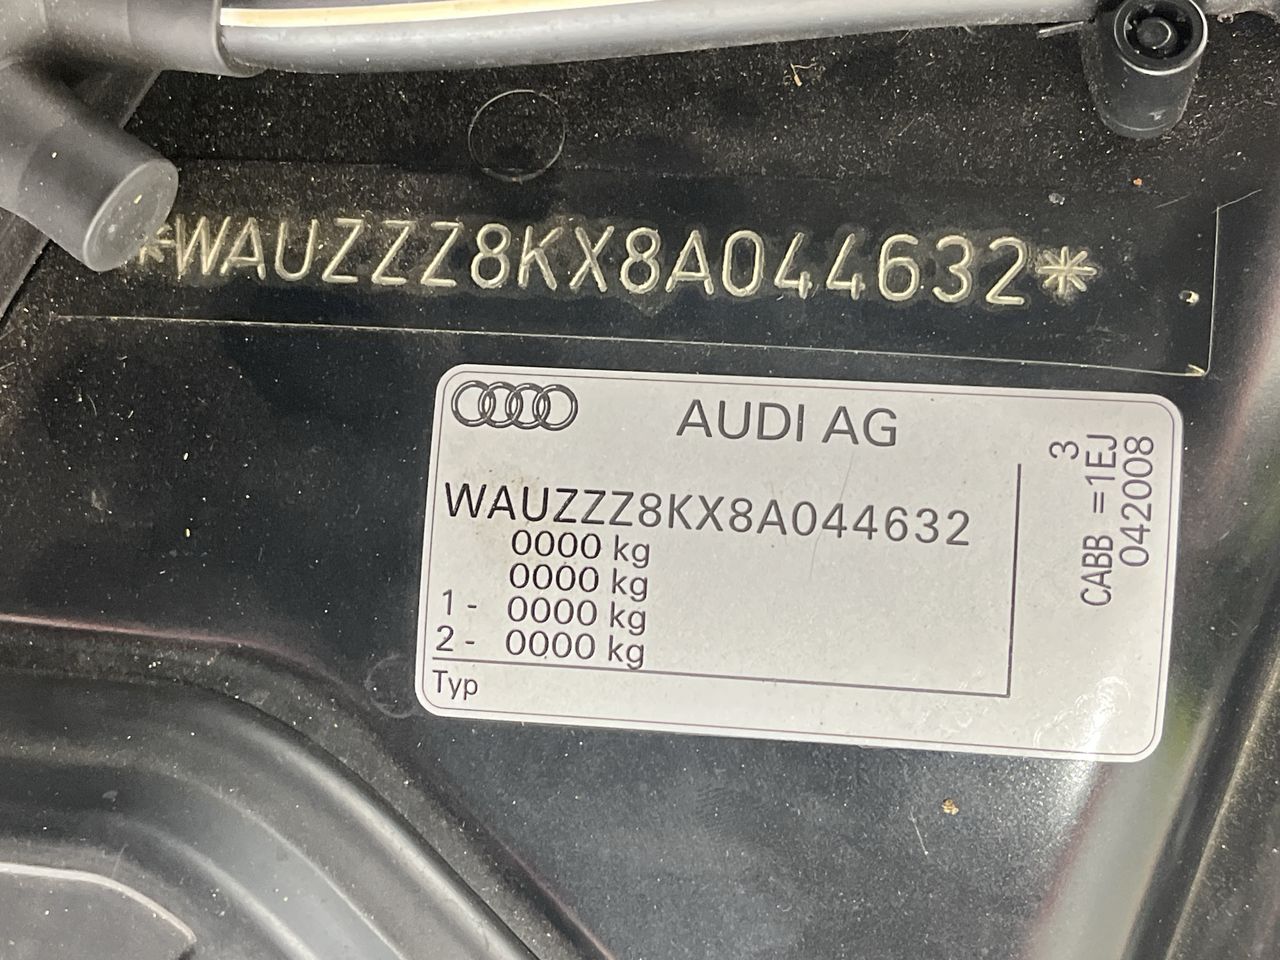 *WAUZZZ8KX8A044632*
AUDI AG
WAUZZZ8KX8A044632
0000 kg
0000 kg
1- 0000 kg
2- 0000 kg
Typ
3
CABB =1EJ
042008